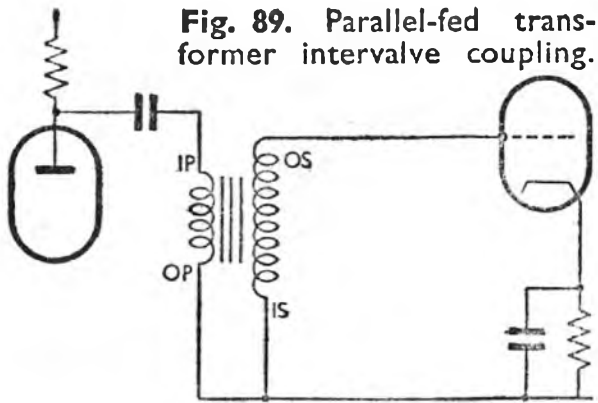 Fig. 89. Parallel-fed trans-
former intervalve coupling.
IP
OS
OP
IS